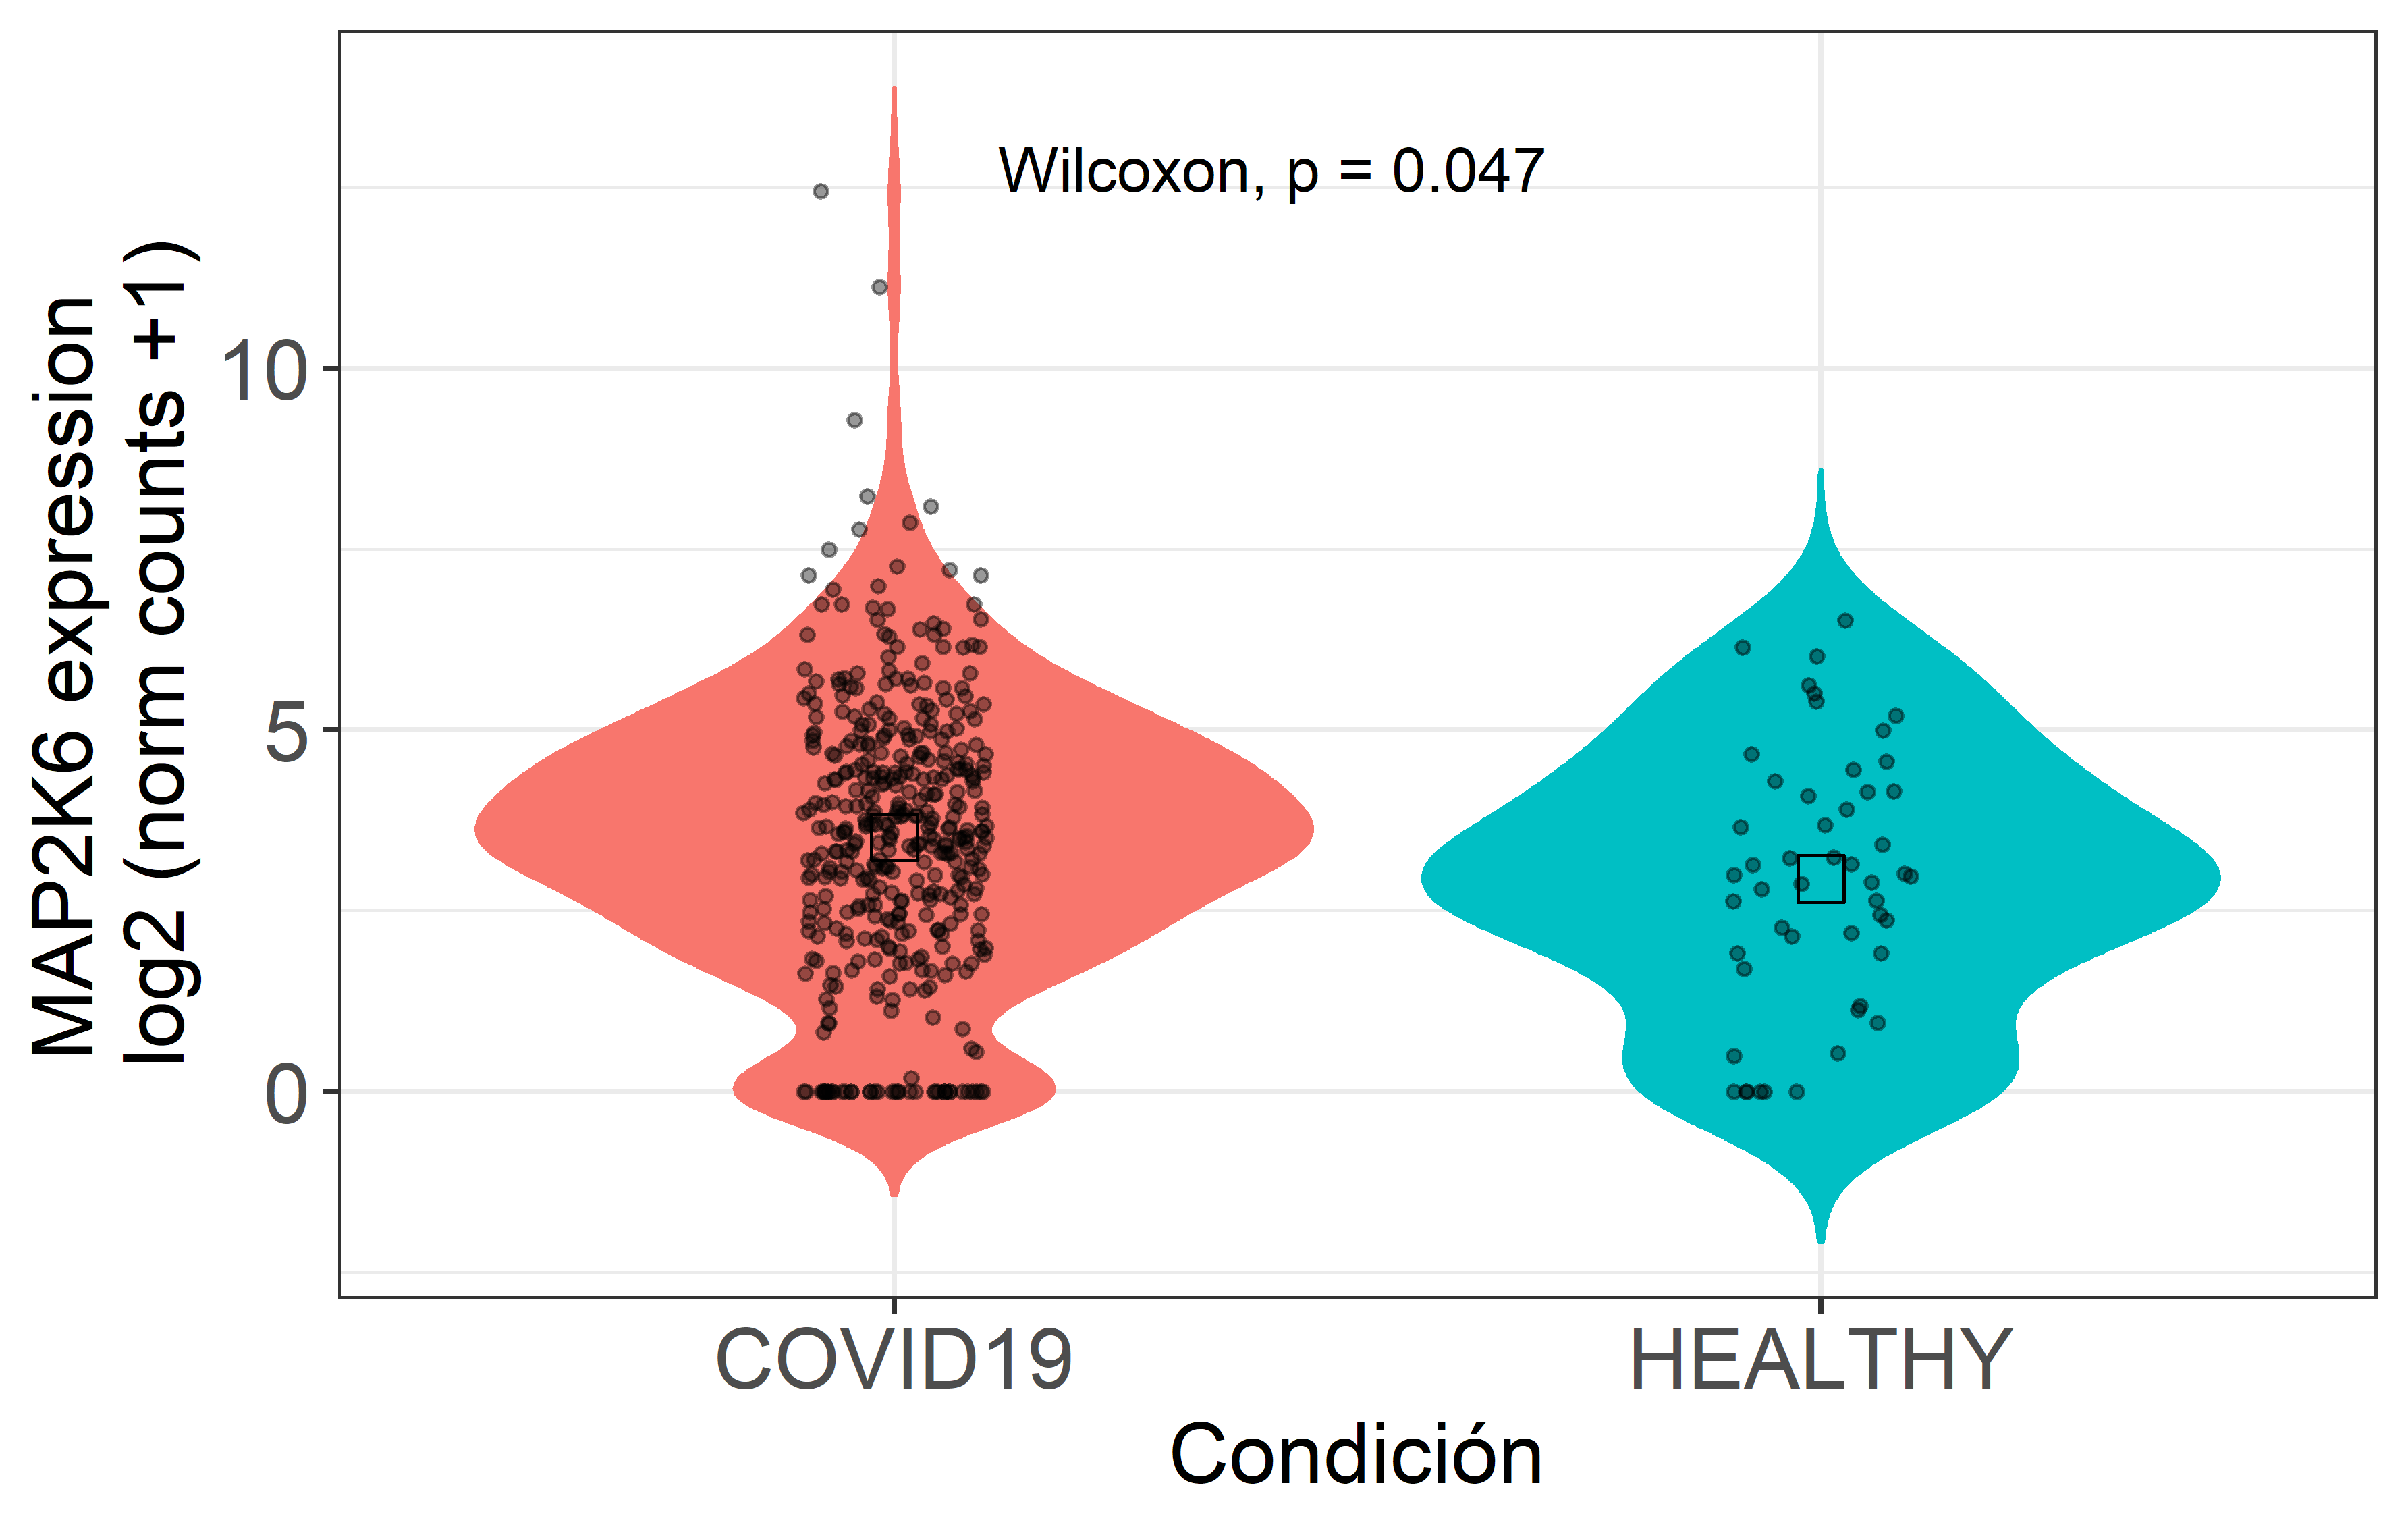 MAP2K6 expression
log2 (norm counts +1)
Wilcoxon, p = 0.047
10
5
0
COVID19
HEALTHY
Condición